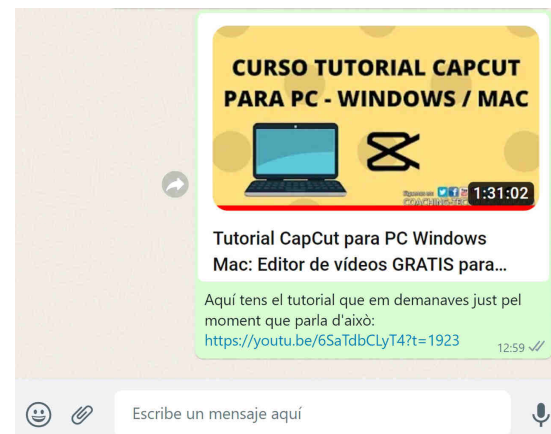 CURSO TUTORIAL CAPCUT
PARA PC - WINDOWS / MAC
1:31:02
Tutorial CapCut para PC Windows
Mac: Editor de vídeos GRATIS para...
Aquí tens el tutorial que em demanaves just pel
moment que parla d'això:
https://youtu.be/6SaTdbCLyT4?t=1923
12:59
Escribe un mensaje aquí